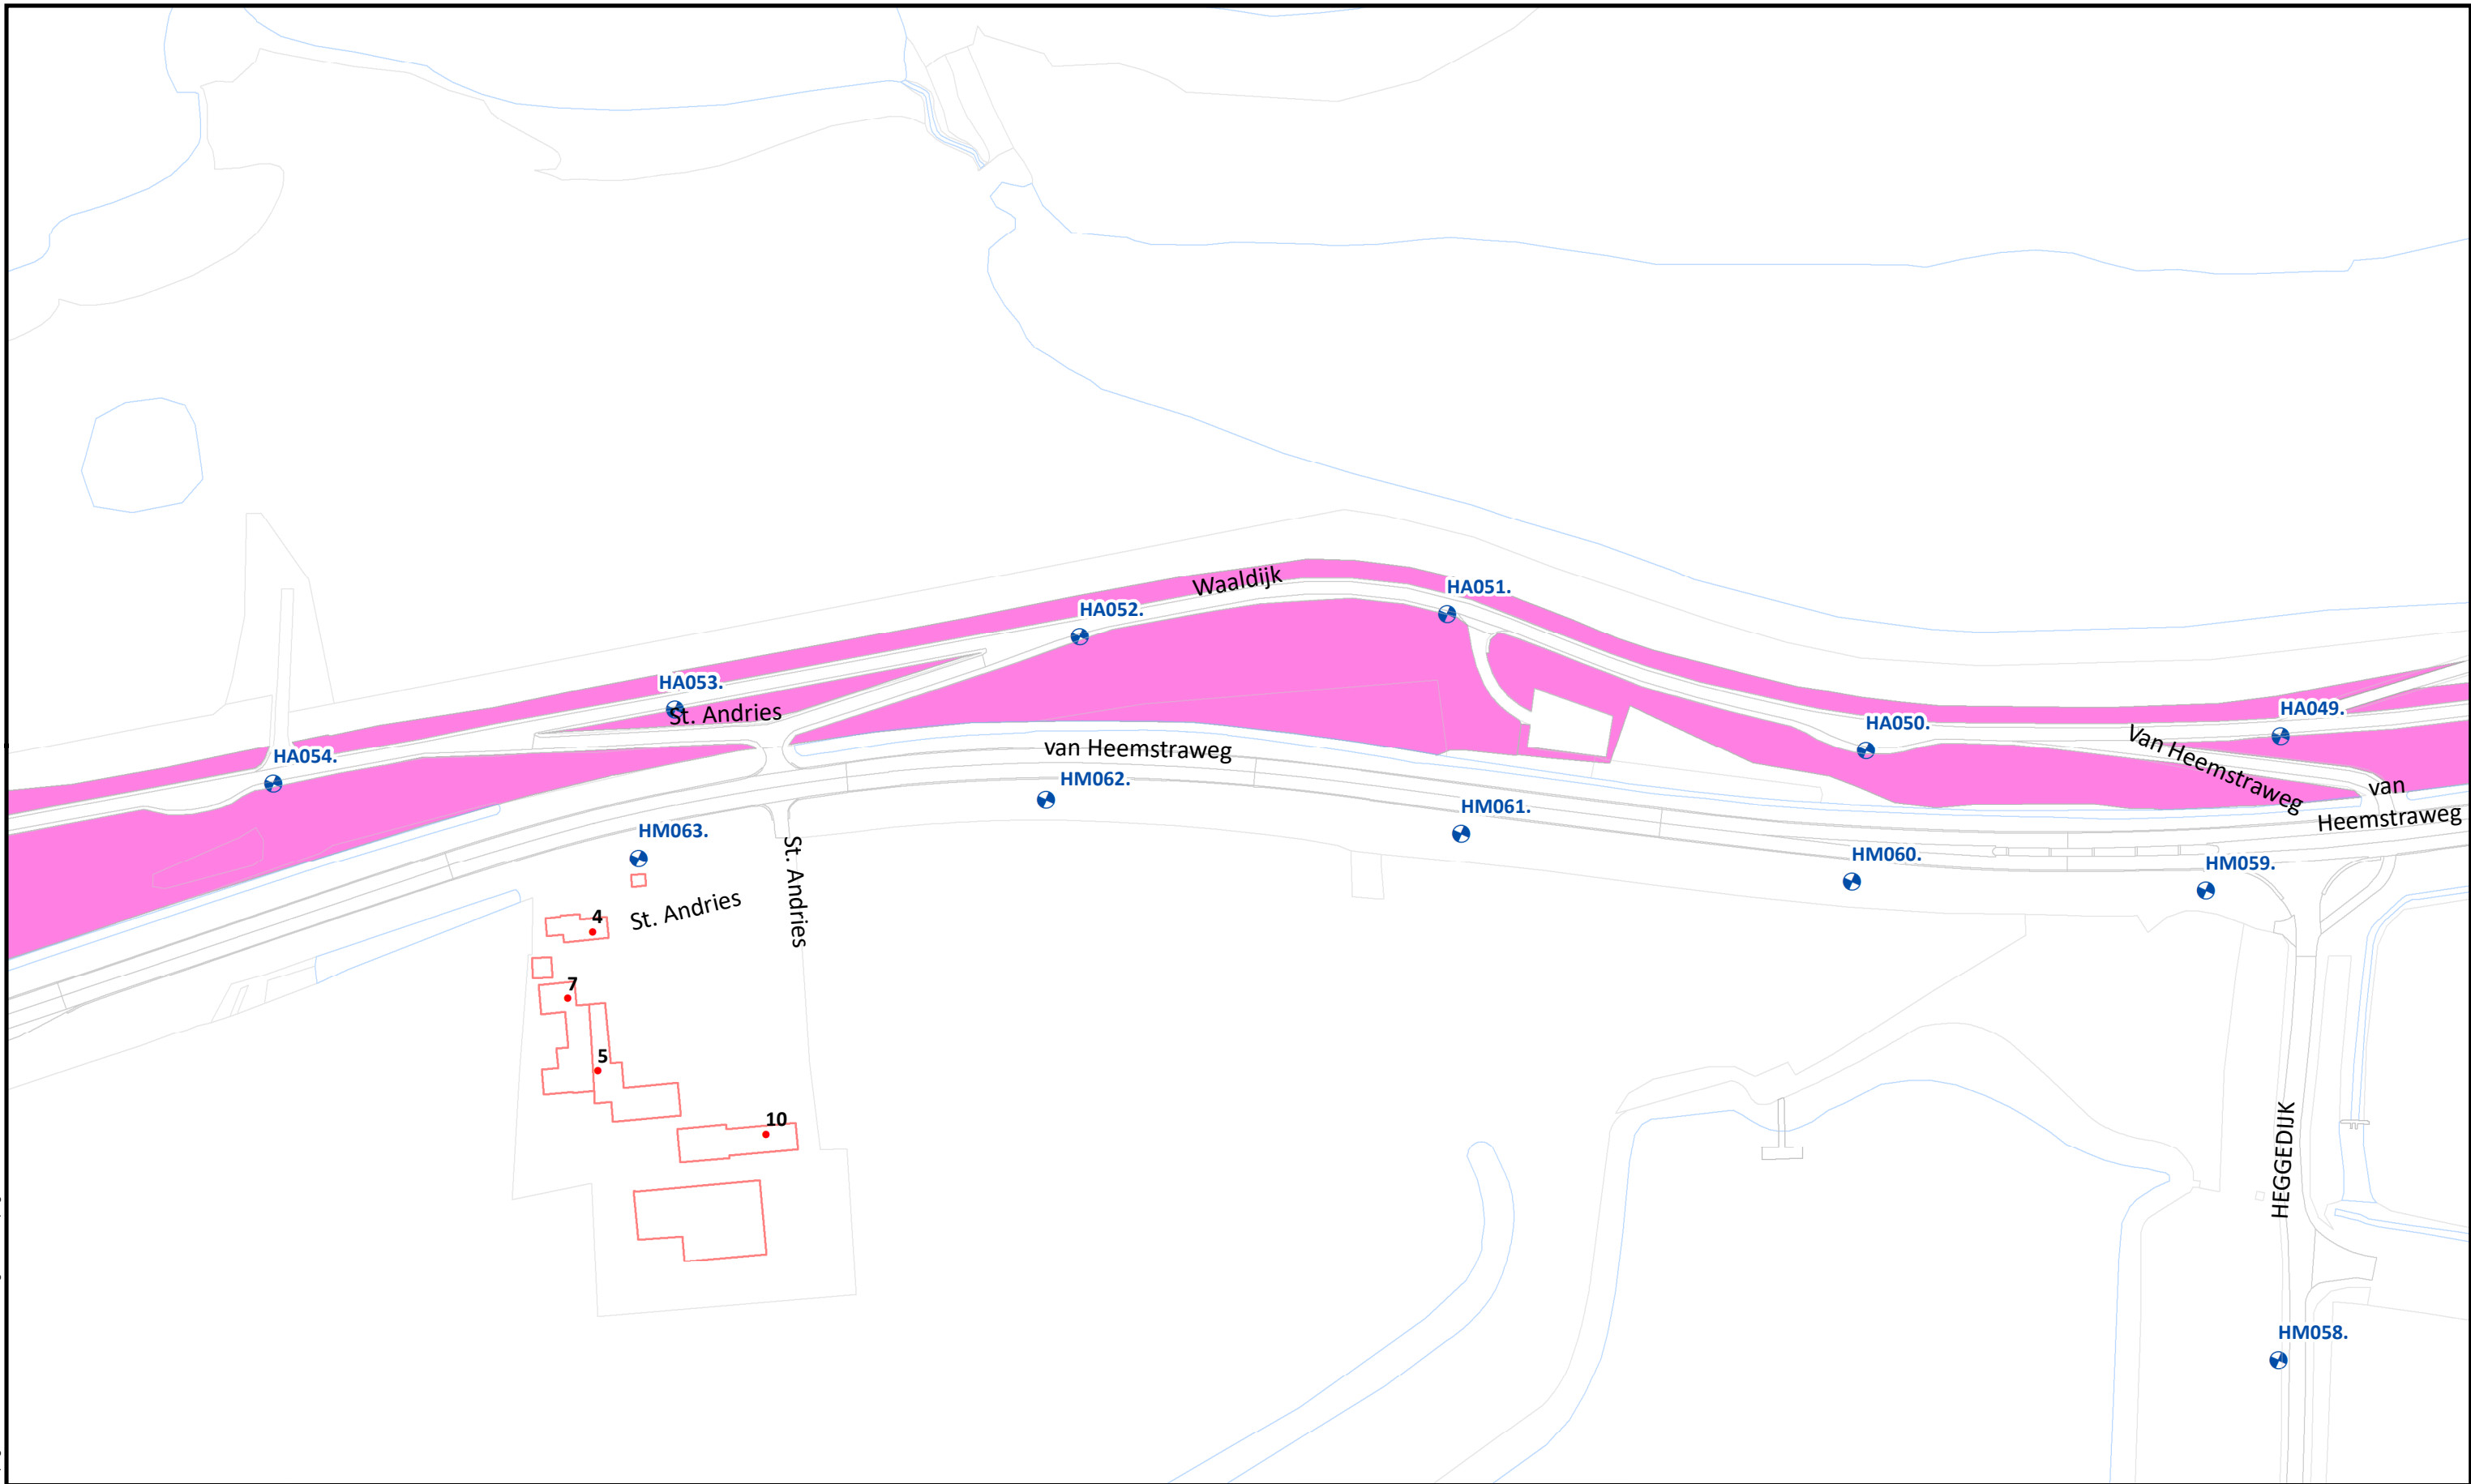 Waaldijk
HA051.
HA052.
HA053.
St. Andries
HA050.
HA049.
Van Heemstraweg
HA054.
van Heemstraweg
HM062.
HM061.
van
Heemstraweg
HM063.
HM060.
HM059.
St. Andries
St. Andries
4
7
5
10
HEGGEDIJK
HM058.